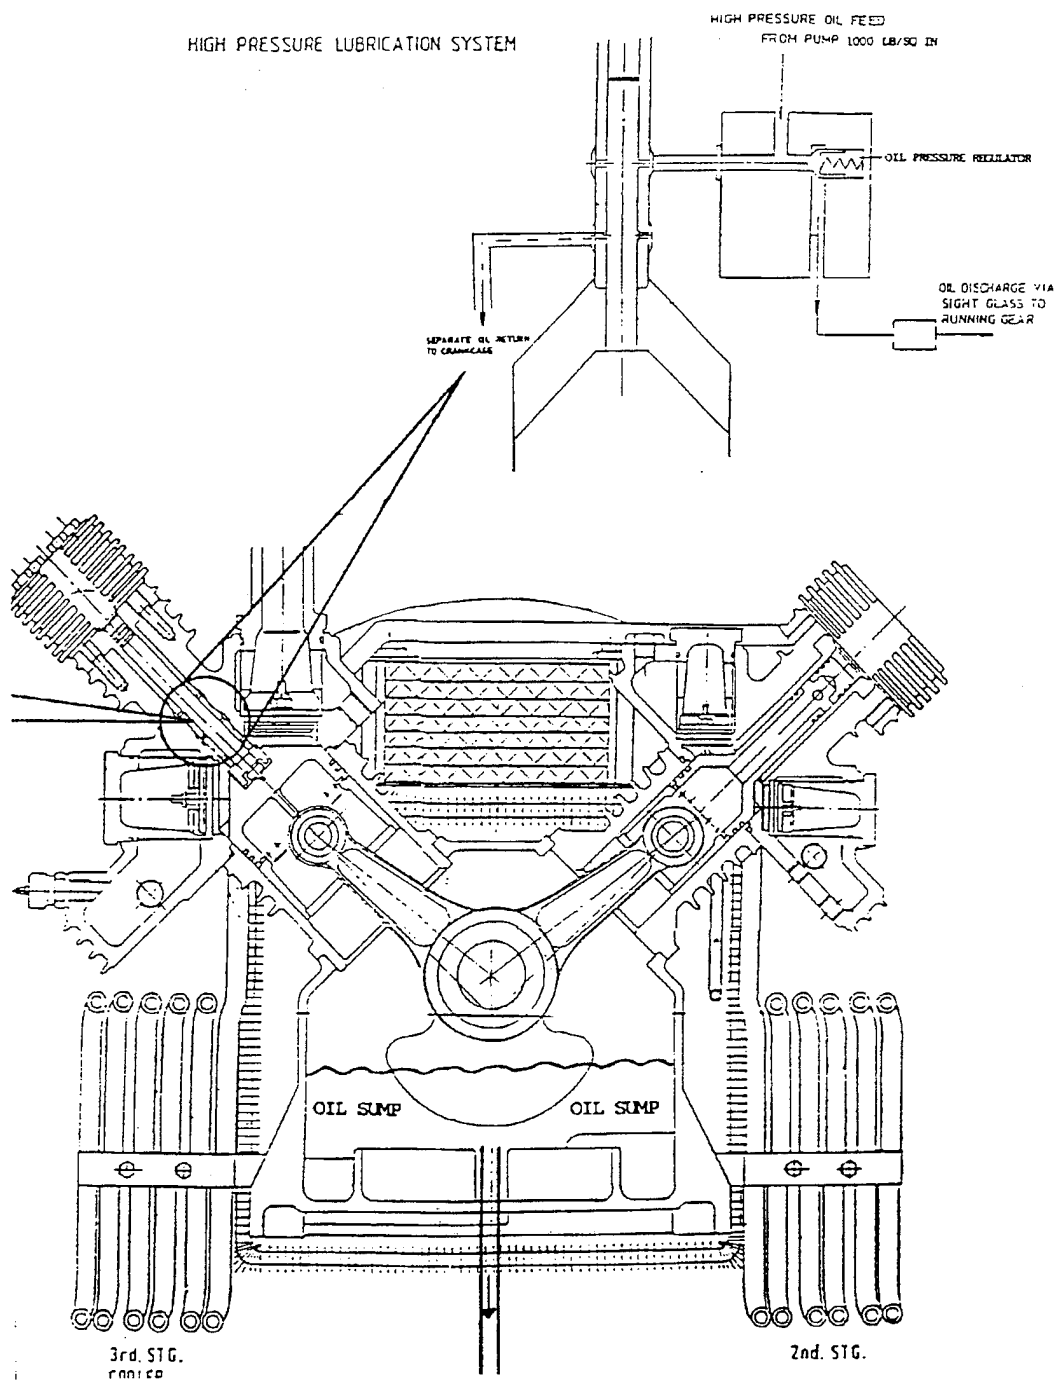 HIGH PRESSURE LUBRICATION SYSTEM
HIGH PRESSURE OIL FEED
FROM PUMP 1000 LB/SQ IN
OIL PRESSURE REGULATOR
OIL DISCHARGE VIA
SIGHT GLASS TO
RUNNING GEAR
SEPARATE OIL RETURN
TO CRANKCASE
OIL SUMP
OIL SUMP
3rd. STG.
COOLER
2nd. STG.